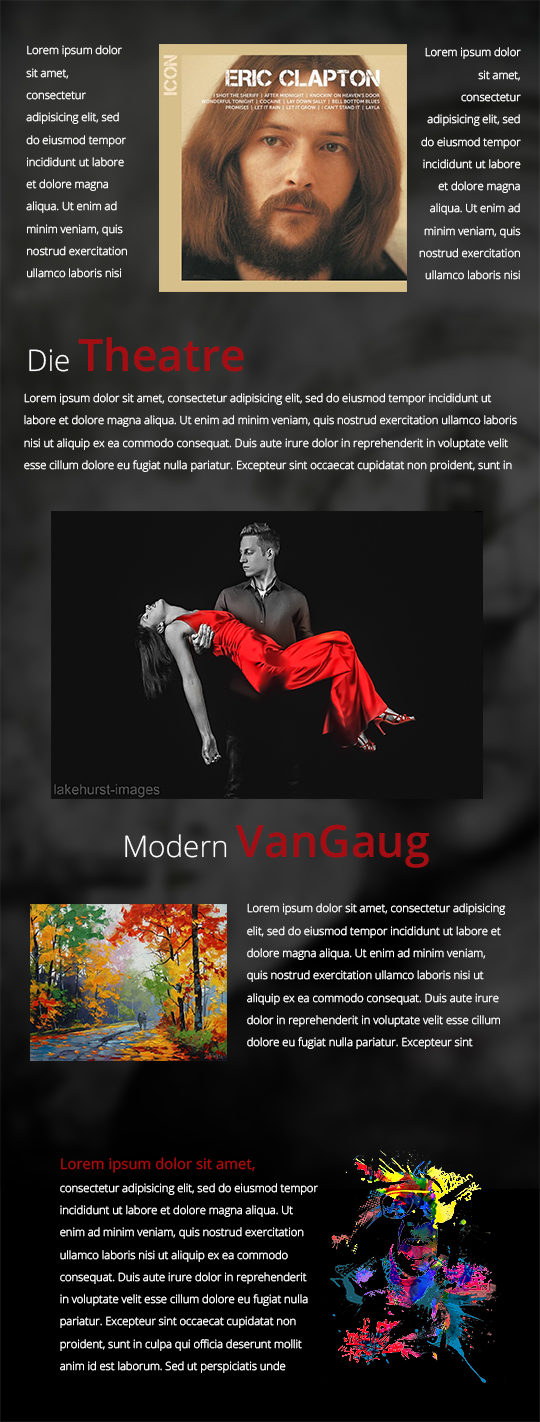 Lorem ipsum dolor
sit amet,
consectetur
adipisicing elit, sed
do eiusmod tempor
incididunt ut labore
et dolore magna
aliqua. Ut enim ad
minim veniam, quis
nostrud exercitation
ullamco laboris nisi
ICON
ERIC CLAPTON
I SHOT THE SHERIFF | AFTER MIDNIGHT | KNOCKIN' ON HEAVEN'S DOOR
WONDERFUL TONIGHT | COCAINE | LAY DOWN SALLY | BELL BOTTOM BLUES
PROMISES | LET IT RAIN | LET IT GROW | I CAN'T STAND IT | LAYLA
Lorem ipsum dolor
sit amet,
consectetur
adipisicing elit, sed
do eiusmod tempor
incididunt ut labore
et dolore magna
aliqua. Ut enim ad
minim veniam, quis
nostrud exercitation
ullamco laboris nisi
Die Theatre
Lorem ipsum dolor sit amet, consectetur adipisicing elit, sed do eiusmod tempor incididunt ut
labore et dolore magna aliqua. Ut enim ad minim veniam, quis nostrud exercitation ullamco laboris
nisi ut aliquip ex ea commodo consequat. Duis aute irure dolor in reprehenderit in voluptate velit
esse cillum dolore eu fugiat nulla pariatur. Excepteur sint occaecat cupidatat non proident, sunt in
lakehurst-images
Modern VanGaug
Lorem ipsum dolor sit amet, consectetur adipisicing
elit, sed do eiusmod tempor incididunt ut labore et
dolore magna aliqua. Ut enim ad minim veniam,
quis nostrud exercitation ullamco laboris nisi ut
aliquip ex ea commodo consequat. Duis aute irure
dolor in reprehenderit in voluptate velit esse cillum
dolore eu fugiat nulla pariatur. Excepteur sint
Lorem ipsum dolor sit amet,
consectetur adipisicing elit, sed do eiusmod tempor
incididunt ut labore et dolore magna aliqua. Ut
enim ad minim veniam, quis nostrud exercitation
ullamco laboris nisi ut aliquip ex ea commodo
consequat. Duis aute irure dolor in reprehenderit
in voluptate velit esse cillum dolore eu fugiat nulla
pariatur. Excepteur sint occaecat cupidatat non
proident, sunt in culpa qui officia deserunt mollit
anim id est laborum. Sed ut perspiciatis unde